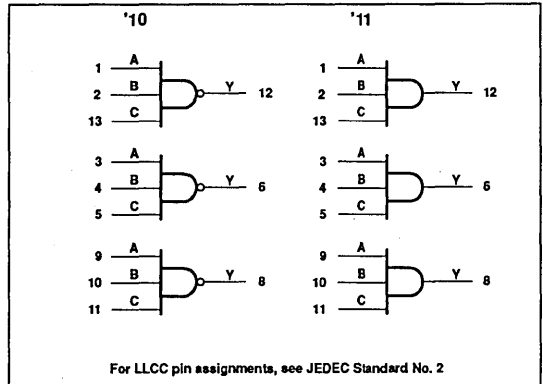 '10 '11
A A
1 1
B Y B Y
2 12 2 12
C C
13 13
A A
3 3
B Y B Y
4 6 4 6
C C
5 5
A A
9 9
B Y B Y
10 8 10 8
C C
11 11
For LLCC pin assignments, see JEDEC Standard No. 2